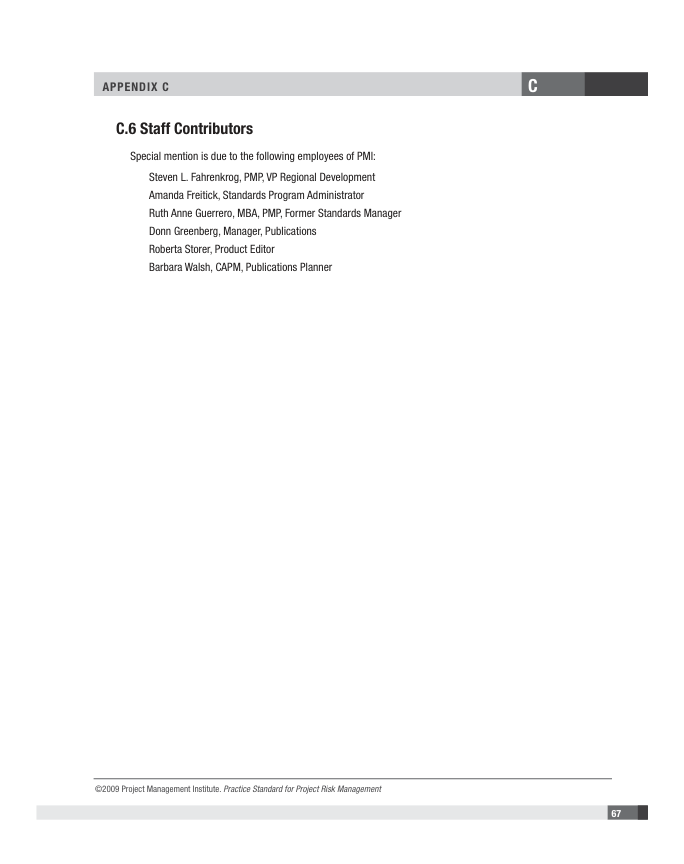 APPENDIX C
C
C.6 Staff Contributors
Special mention is due to the following employees of PMI:
Steven L. Fahrenkrog, PMP, VP Regional Development
Amanda Freitick, Standards Program Administrator
Ruth Anne Guerrero, MBA, PMP, Former Standards Manager
Donn Greenberg, Manager, Publications
Roberta Storer, Product Editor
Barbara Walsh, CAPM, Publications Planner
©2009 Project Management Institute. Practice Standard for Project Risk Management
67